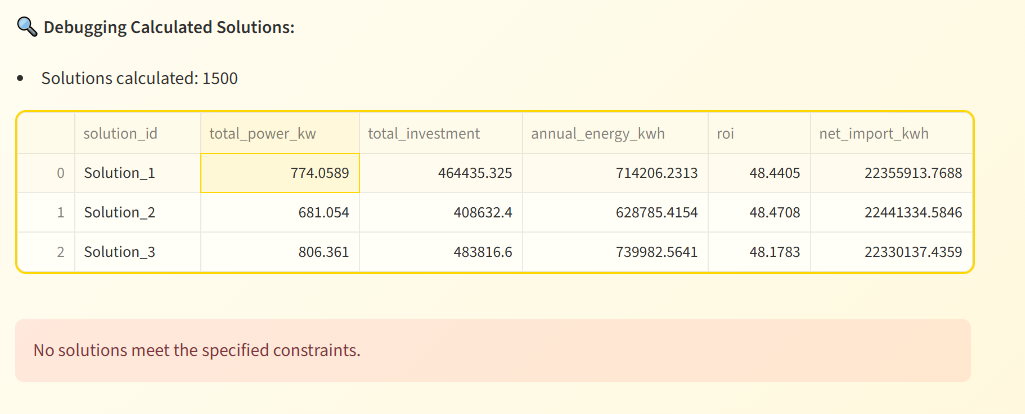 🔍 Debugging Calculated Solutions:
• Solutions calculated: 1500
solution_id total_power_kw total_investment annual_energy_kwh roi net_import_kwh
0 Solution_1 774.0589 464435.325 714206.2313 48.4405 22355913.7688
1 Solution_2 681.054 408632.4 628785.4154 48.4708 22441334.5846
2 Solution_3 806.361 483816.6 739982.5641 48.1783 22330137.4359
No solutions meet the specified constraints.